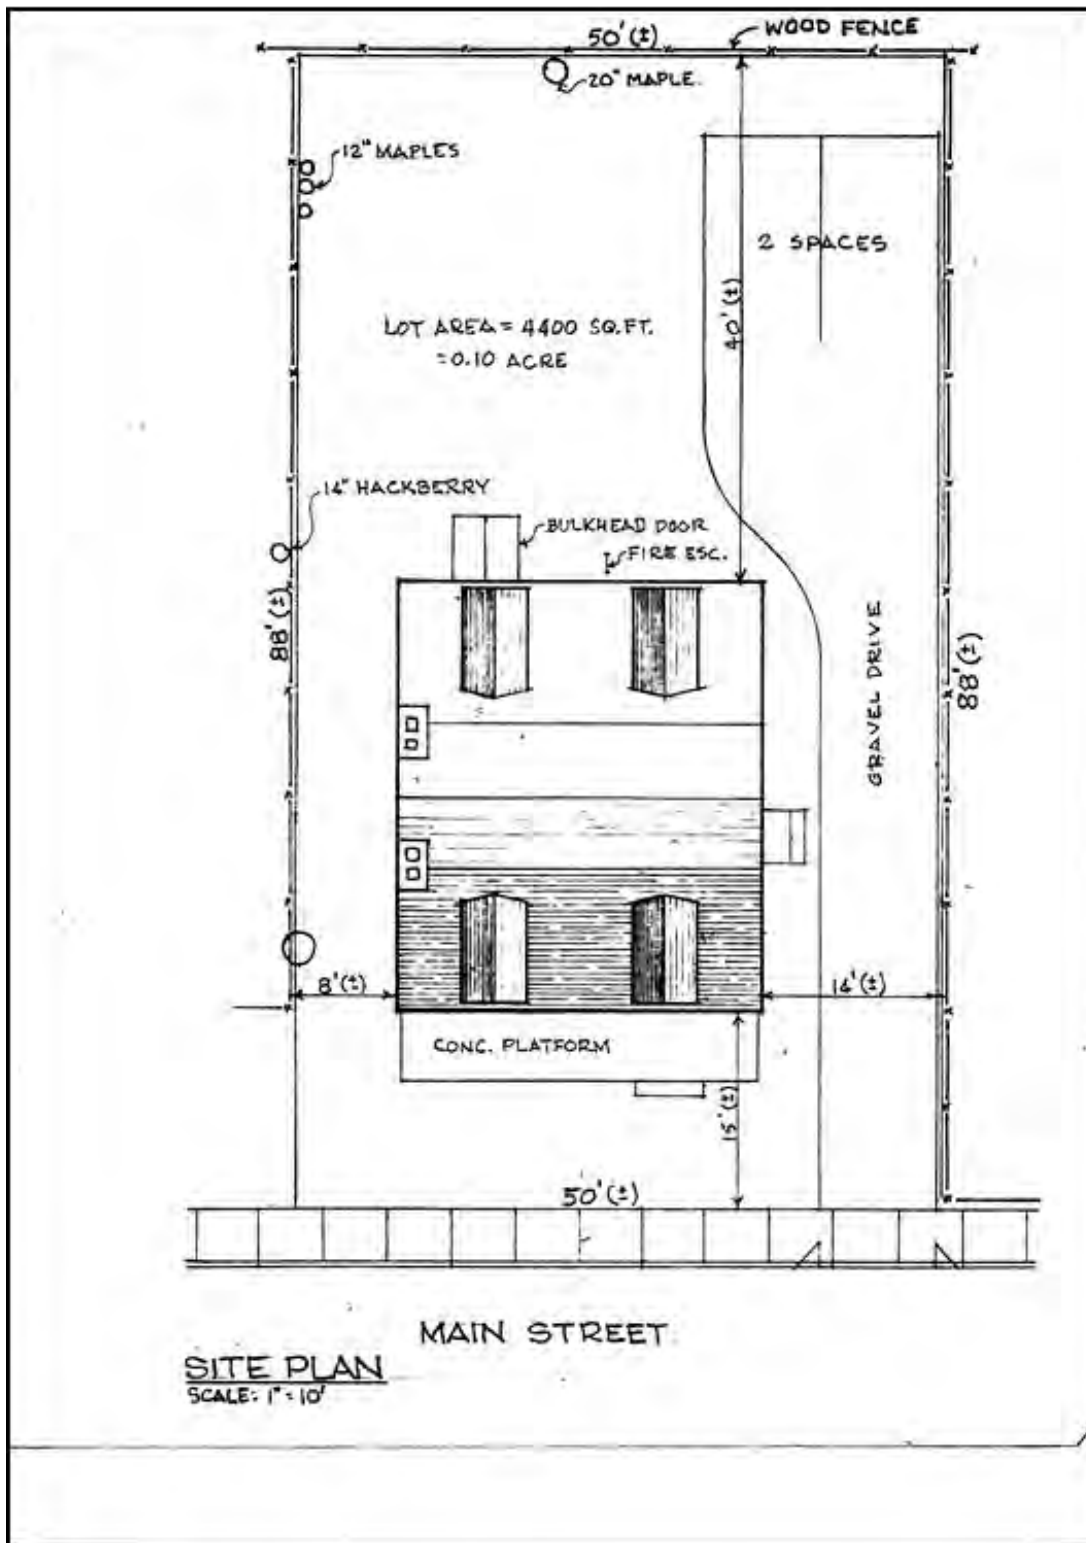 50'(±)
WOOD FENCE
20" MAPLE.
12" MAPLES
2 SPACES
40'(±)
LOT AREA = 4400 SQ.FT.
=0.10 ACRE
14" HACKBERRY
BULKHEAD DOOR
FIRE ESC.
88'(±)
GRAVEL DRIVE
88'(±)
8'(±)
14'(±)
CONC. PLATFORM
15'(±)
50'(±)
MAIN STREET
SITE PLAN
SCALE: 1"=10'